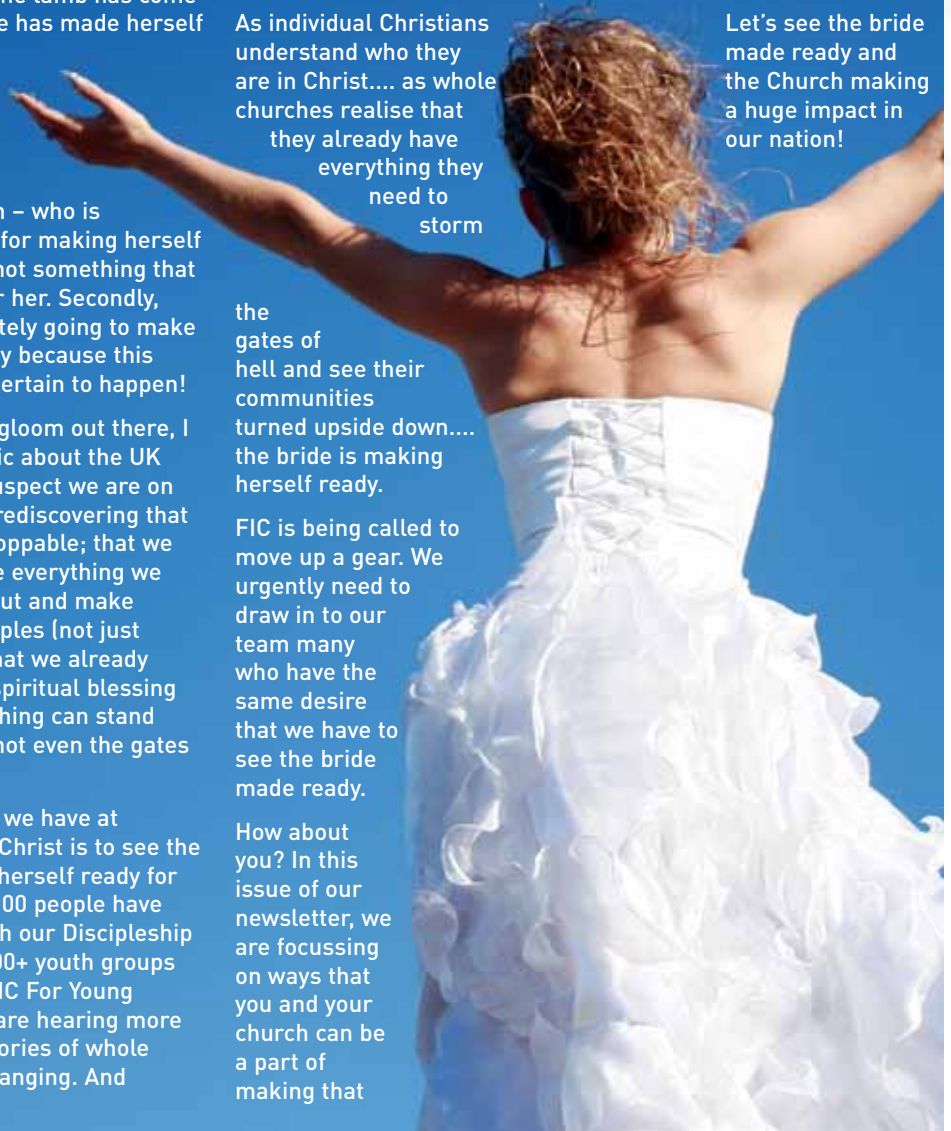 he lamb has come
e has made herself
n – who is
for making herself
not something that
r her. Secondly,
tely going to make
y because this
ertain to happen!
gloom out there, I
ic about the UK
uspect we are on
rediscovering that
oppable; that we
e everything we
ut and make
ples (not just
hat we already
spiritual blessing
hing can stand
not even the gates
we have at
Christ is to see the
herself ready for
00 people have
h our Discipleship
00+ youth groups
IC For Young
are hearing more
ories of whole
anging. And
As individual Christians
understand who they
are in Christ.... as whole
churches realise that
they already have
everything they
need to
storm
the
gates of
hell and see their
communities
turned upside down....
the bride is making
herself ready.
FIC is being called to
move up a gear. We
urgently need to
draw in to our
team many
who have the
same desire
that we have to
see the bride
made ready.
How about
you? In this
issue of our
newsletter, we
are focussing
on ways that
you and your
church can be
a part of
making that
Let's see the bride
made ready and
the Church making
a huge impact in
our nation!